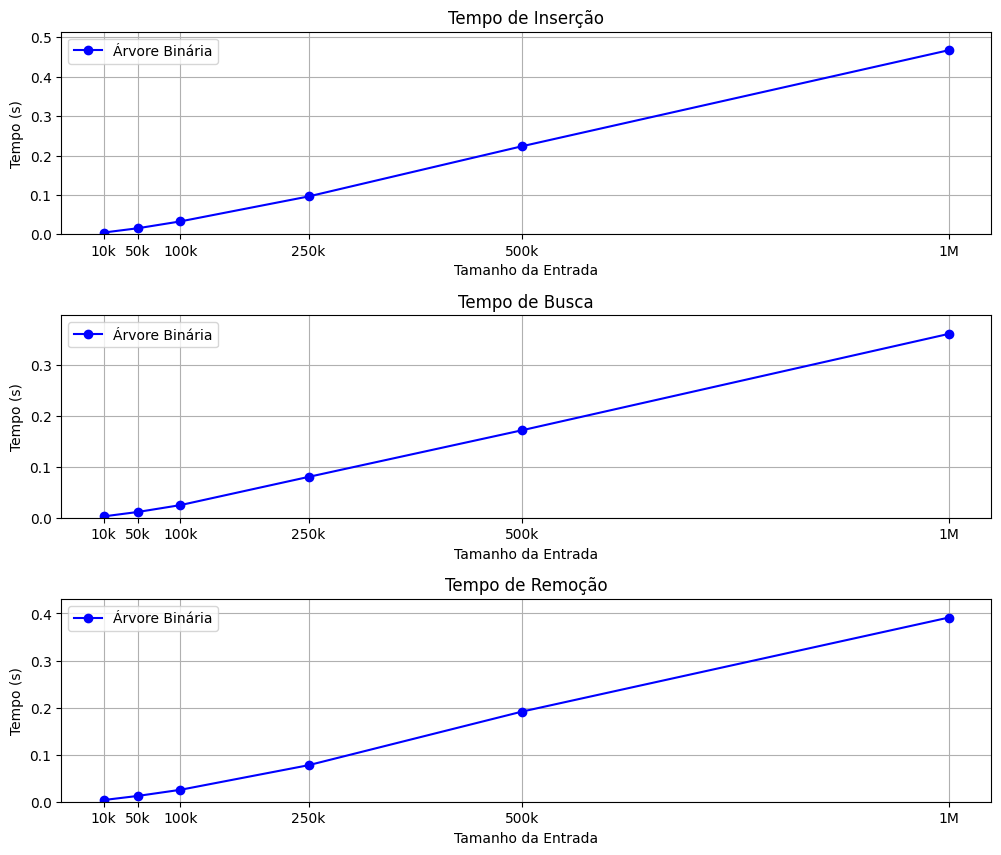 Tempo de Inserção
Árvore Binária
Tempo (s)
0.5
0.4
0.3
0.2
0.1
0.0
10k 50k 100k 250k 500k 1M
Tamanho da Entrada
Tempo de Busca
Árvore Binária
Tempo (s)
0.3
0.2
0.1
0.0
10k 50k 100k 250k 500k 1M
Tamanho da Entrada
Tempo de Remoção
Árvore Binária
Tempo (s)
0.4
0.3
0.2
0.1
0.0
10k 50k 100k 250k 500k 1M
Tamanho da Entrada